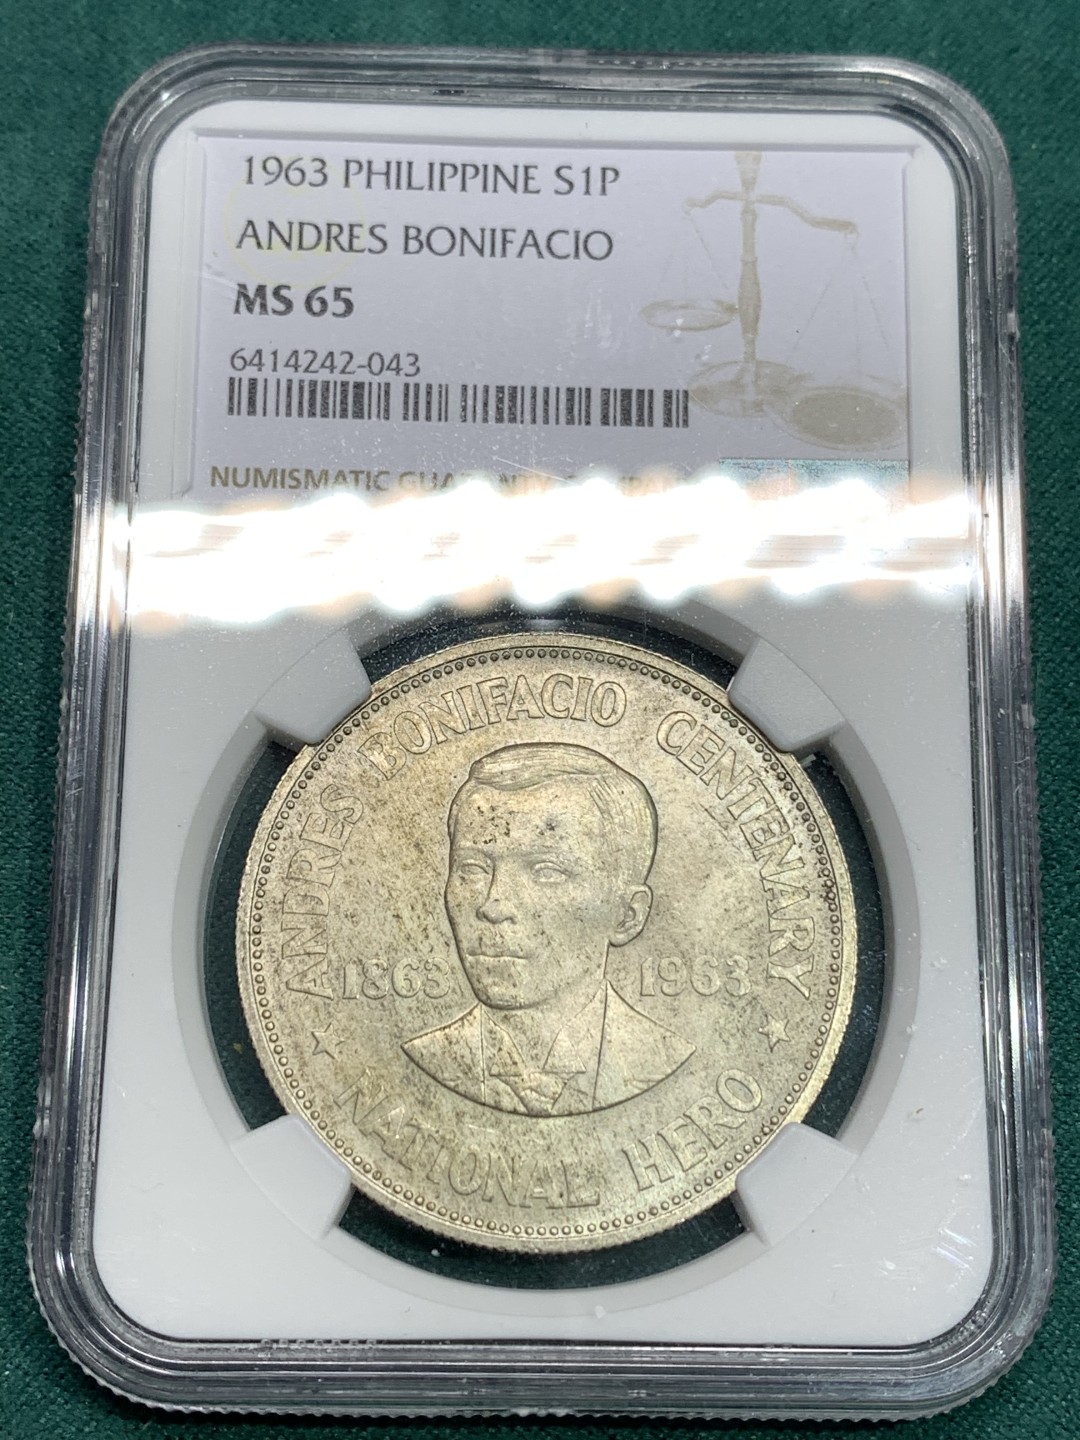 1963 PHILIPPINE S1P
ANDRES BONIFACIO
MS 65
6414242-043
NUMISMATIC
ANDRES BONIFACIO CENTENARY
1863 1963
NATIONAL HERO